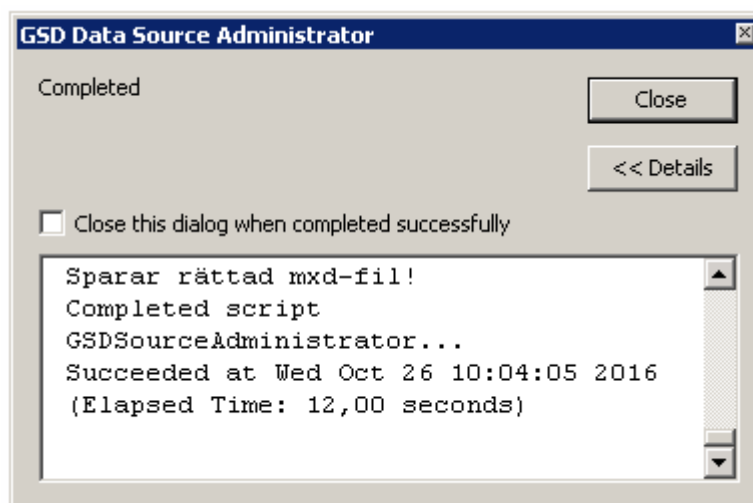 GSD Data Source Administrator
Completed
Close
<< Details
Close this dialog when completed successfully
Sparar rättad mxd-fil!
Completed script
GSDSourceAdministrator...
Succeeded at Wed Oct 26 10:04:05 2016
(Elapsed Time: 12,00 seconds)